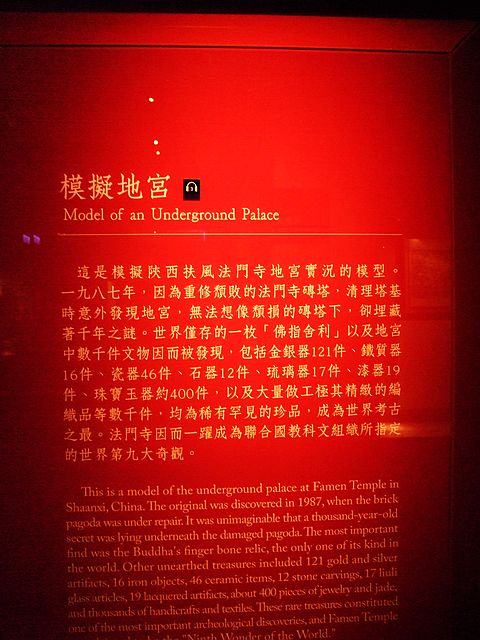 模擬地宮
Model of an Underground Palace
這是模擬陝西扶風法門寺地宮實況的模型。
一九八七年，因為重修頹敗的法門寺磚塔，清理塔基
時意外發現地宮，無法想像頹損的磚塔下，卻埋藏
著千年之謎。世界僅存的一枚「佛指舍利」以及地宮
中數千件文物因而被發現，包括金銀器121件、鐵質器
16件、瓷器46件、石器12件、琉璃器17件、漆器19
件、珠寶玉器約400件，以及大量做工極其精緻的編
織品等數千件，均為稀有罕見的珍品，成為世界考古
之最。法門寺因而一躍成為聯合國教科文組織所指定
的世界第九大奇觀。
This is a model of the underground palace at Famen Temple in
Shaanxi, China. The original was discovered in 1987, when the brick
pagoda was under repair. It was unimaginable that a thousand-year-old
secret was lying underneath the damaged pagoda. The most important
find was the Buddha's finger bone relic, the only one of its kind in
the world. Other unearthed treasures included 121 gold and silver
artifacts, 16 iron objects, 46 ceramic items, 12 stone carvings, 17 liuli
glass articles, 19 lacquered artifacts, about 400 pieces of jewelry and jade,
and thousands of handicrafts and textiles. These rare treasures constituted
one of the most important archeological discoveries, and Famen Temple
"Ninth Wonder of the World."